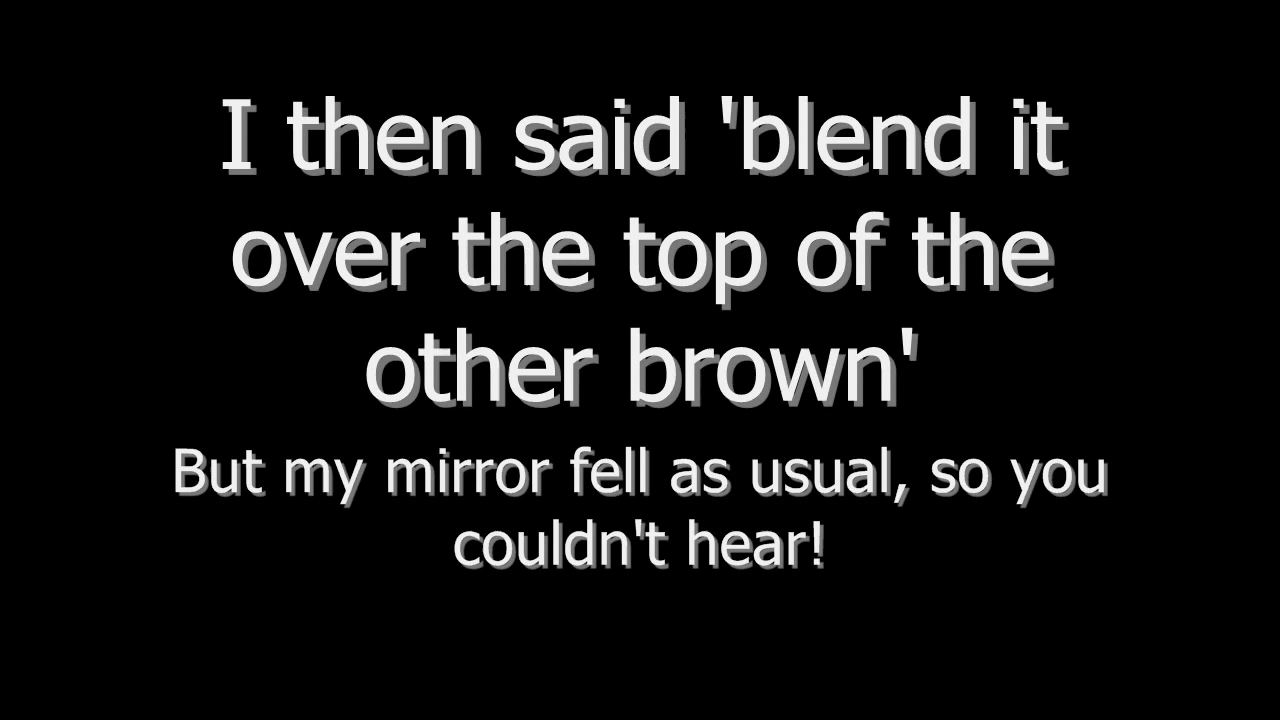 I then said 'blend it
over the top of the
other brown'
But my mirror fell as usual, so you
couldn't hear!